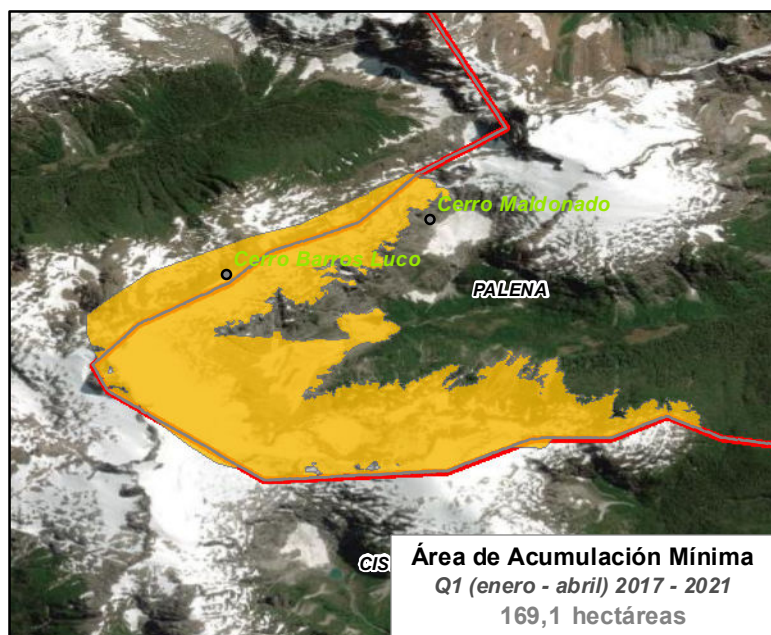 Cerro Maldonado
Cerro Barros Luco
PALENA
CIS
Área de Acumulación Mínima
Q1 (enero - abril) 2017 - 2021
169,1 hectáreas